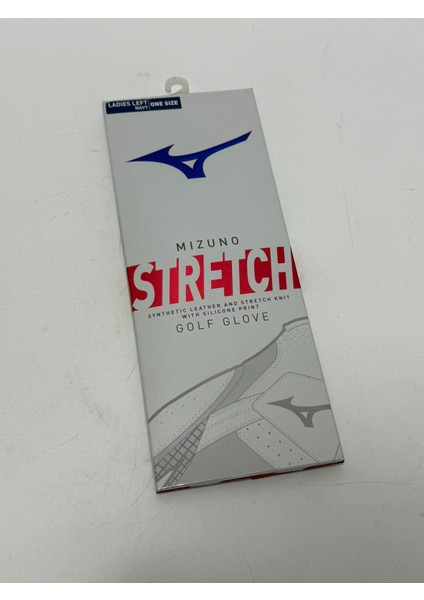 LADIES LEFT
NAVY
ONE SIZE
MIZUNO
STRETCH
SYNTHETIC LEATHER AND STRETCH KNIT
WITH SILICONE PRINT
GOLF GLOVE